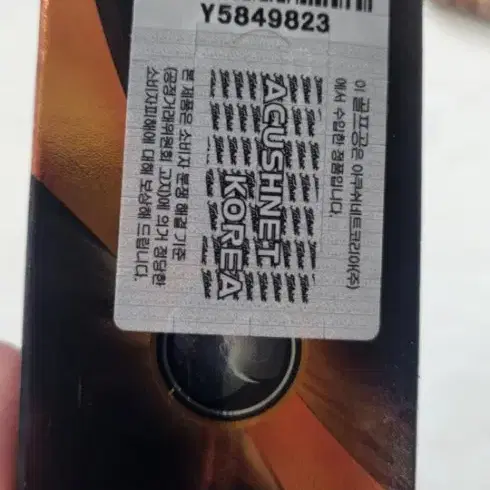 Y5849823
이 골프공은 아쿠쉬네트코리아(주)
에서 수입한 정품입니다.
ACUSHNET
KOREA
본 제품은 소비자 분쟁 해결 기준
(공정거래위원회 고시)에 의거 정당한
소비자피해에 대해 보상해 드립니다.